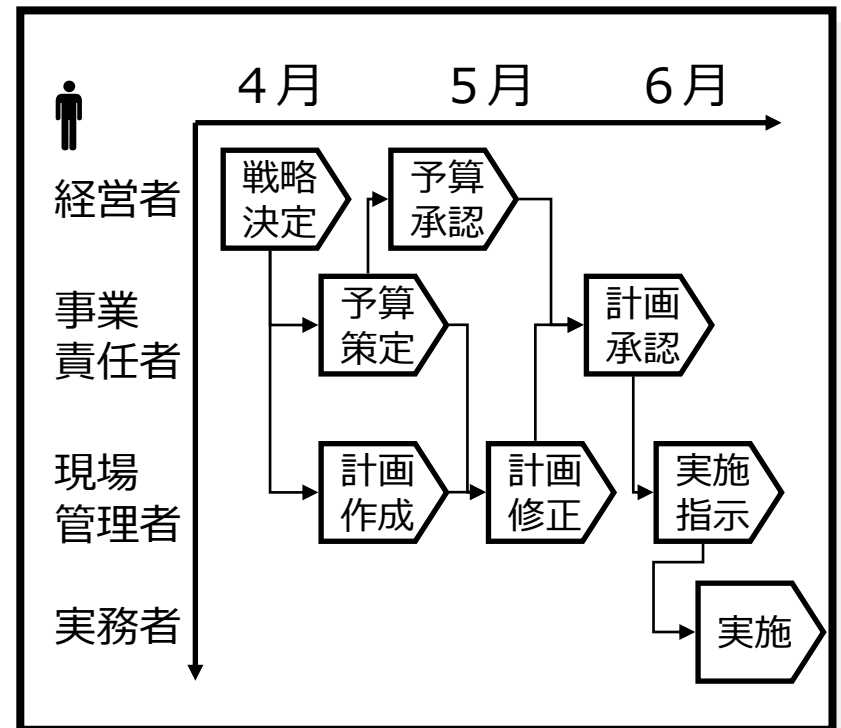 4月 5月 6月
経営者
戦略
決定
予算
承認
事業
責任者
予算
策定
計画
承認
現場
管理者
計画
作成
計画
修正
実施
指示
実務者
実施